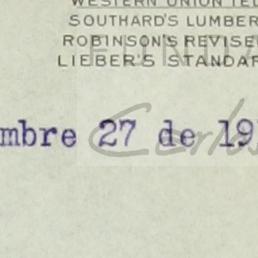 WESTERN UNION TEL
SOUTHARD'S LUMBER
ROBINSON'S REVISE
LIEBER'S STANDAR
mbre 27 de 19